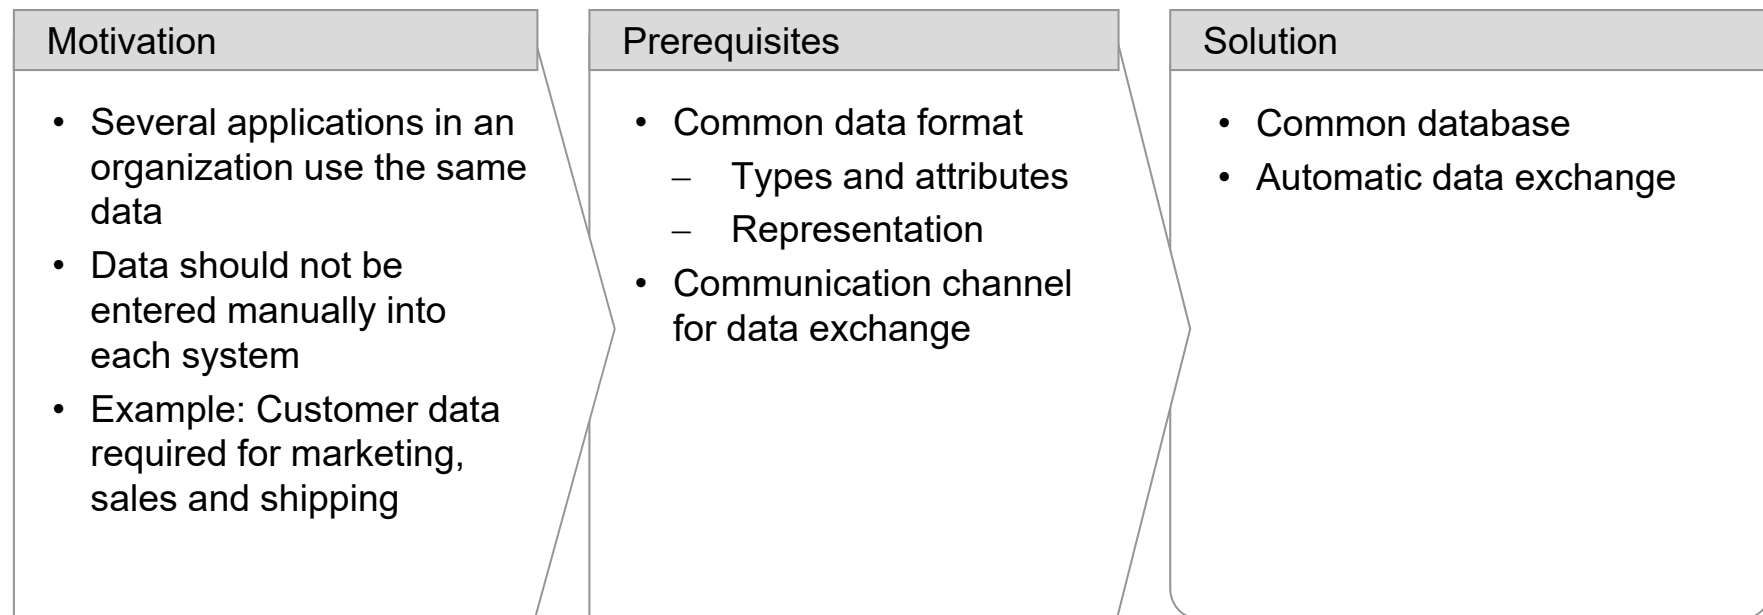 Motivation
• Several applications in an
organization use the same
data
• Data should not be
entered manually into
each system
• Example: Customer data
required for marketing,
sales and shipping
Prerequisites
• Common data format
– Types and attributes
– Representation
• Communication channel
for data exchange
Solution
• Common database
• Automatic data exchange